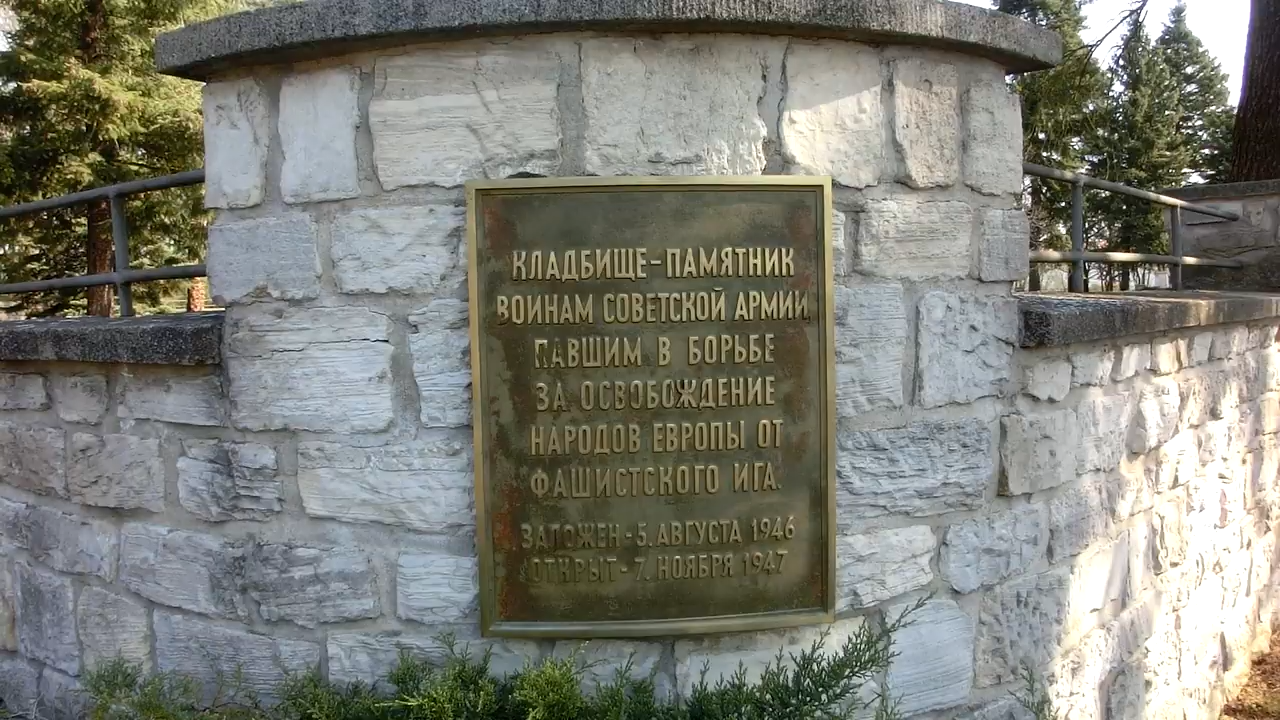 КЛАДБИЩЕ-ПАМЯТНИК
ВОИНАМ СОВЕТСКОЙ АРМИИ,
ПАВШИМ В БОРЬБЕ
ЗА ОСВОБОЖДЕНИЕ
НАРОДОВ ЕВРОПЫ ОТ
ФАШИСТСКОГО ИГА.
ЗАЛОЖЕН-5. АВГУСТА 1946
ОТКРЫТ-7. НОЯБРЯ 1947